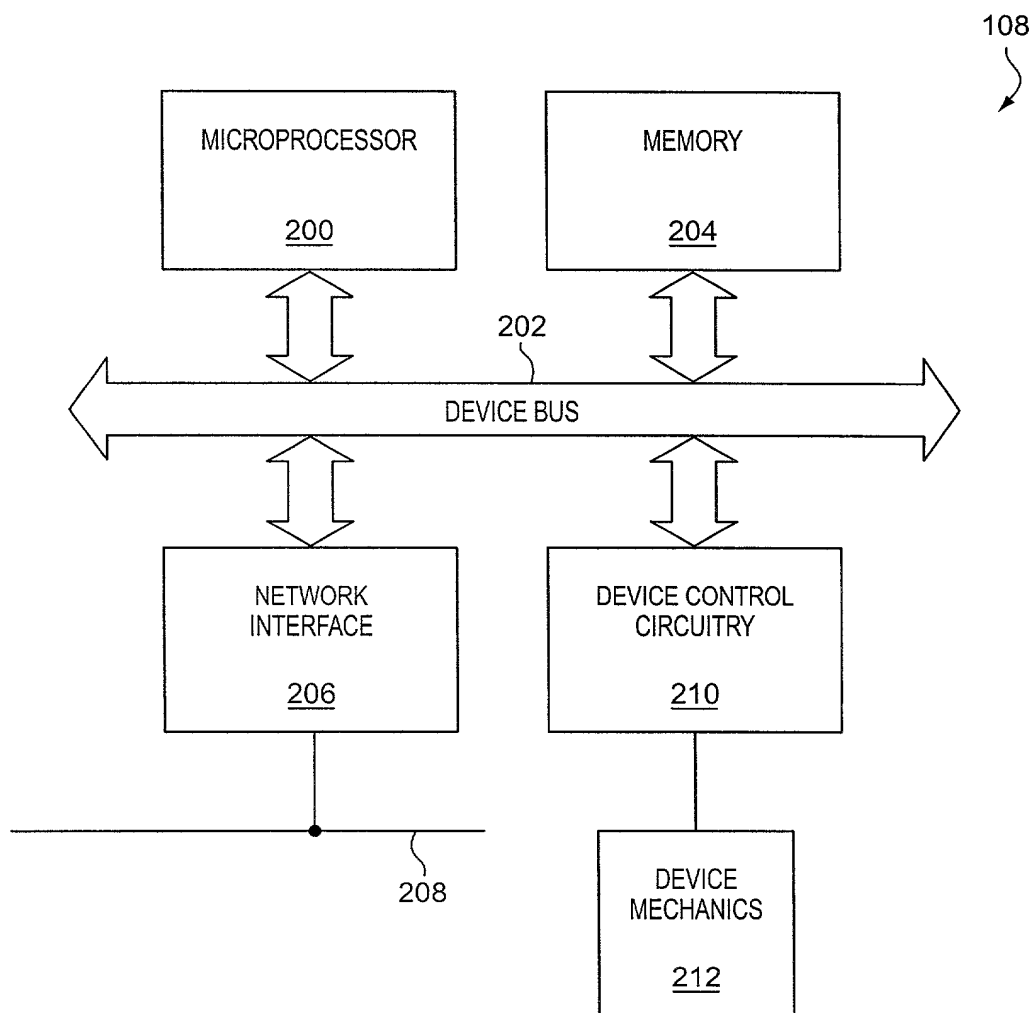 108
MICROPROCESSOR
200
MEMORY
204
202
DEVICE BUS
NETWORK
INTERFACE
206
DEVICE CONTROL
CIRCUITRY
210
208
DEVICE
MECHANICS
212